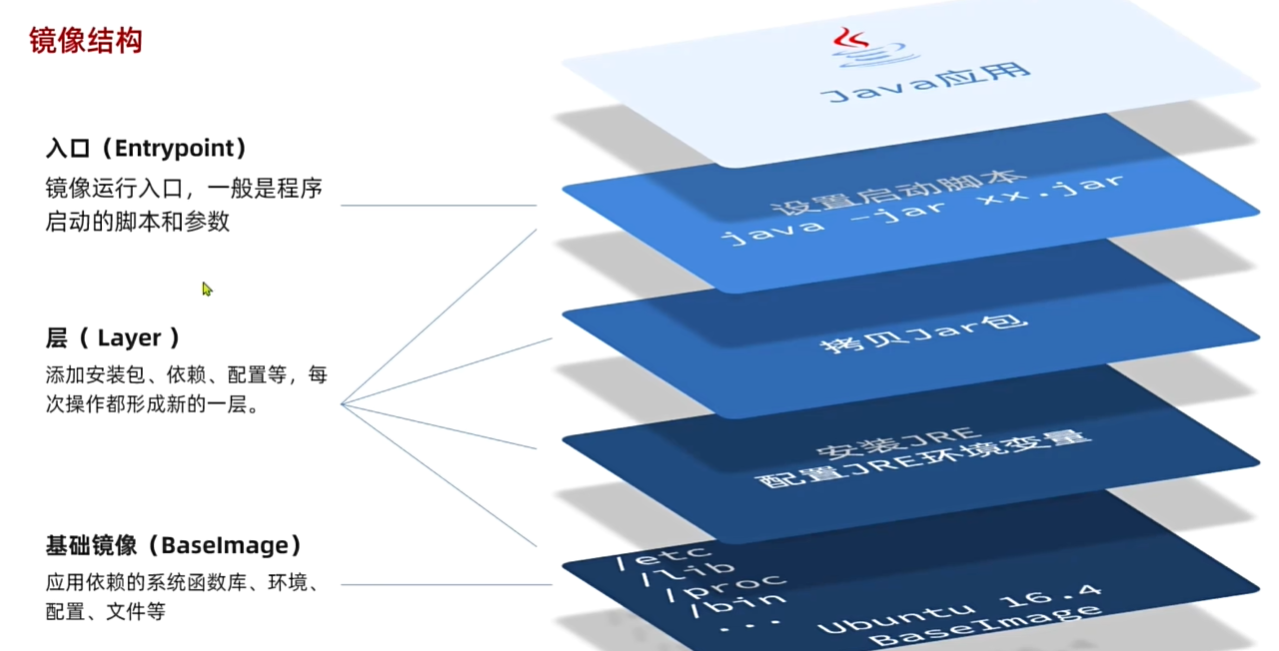 镜像结构
入口（Entrypoint）
镜像运行入口，一般是程序
启动的脚本和参数
层（ Layer ）
添加安装包、依赖、配置等，每
次操作都形成新的一层。
基础镜像（BaseImage）
应用依赖的系统函数库、环境、
配置、文件等
Java应用
设置启动脚本
java -jar xx.jar
拷贝Jar包
安装JRE
配置JRE环境变量
/etc
/lib
/proc
/bin
...
Ubuntu 16.4
BaseImage